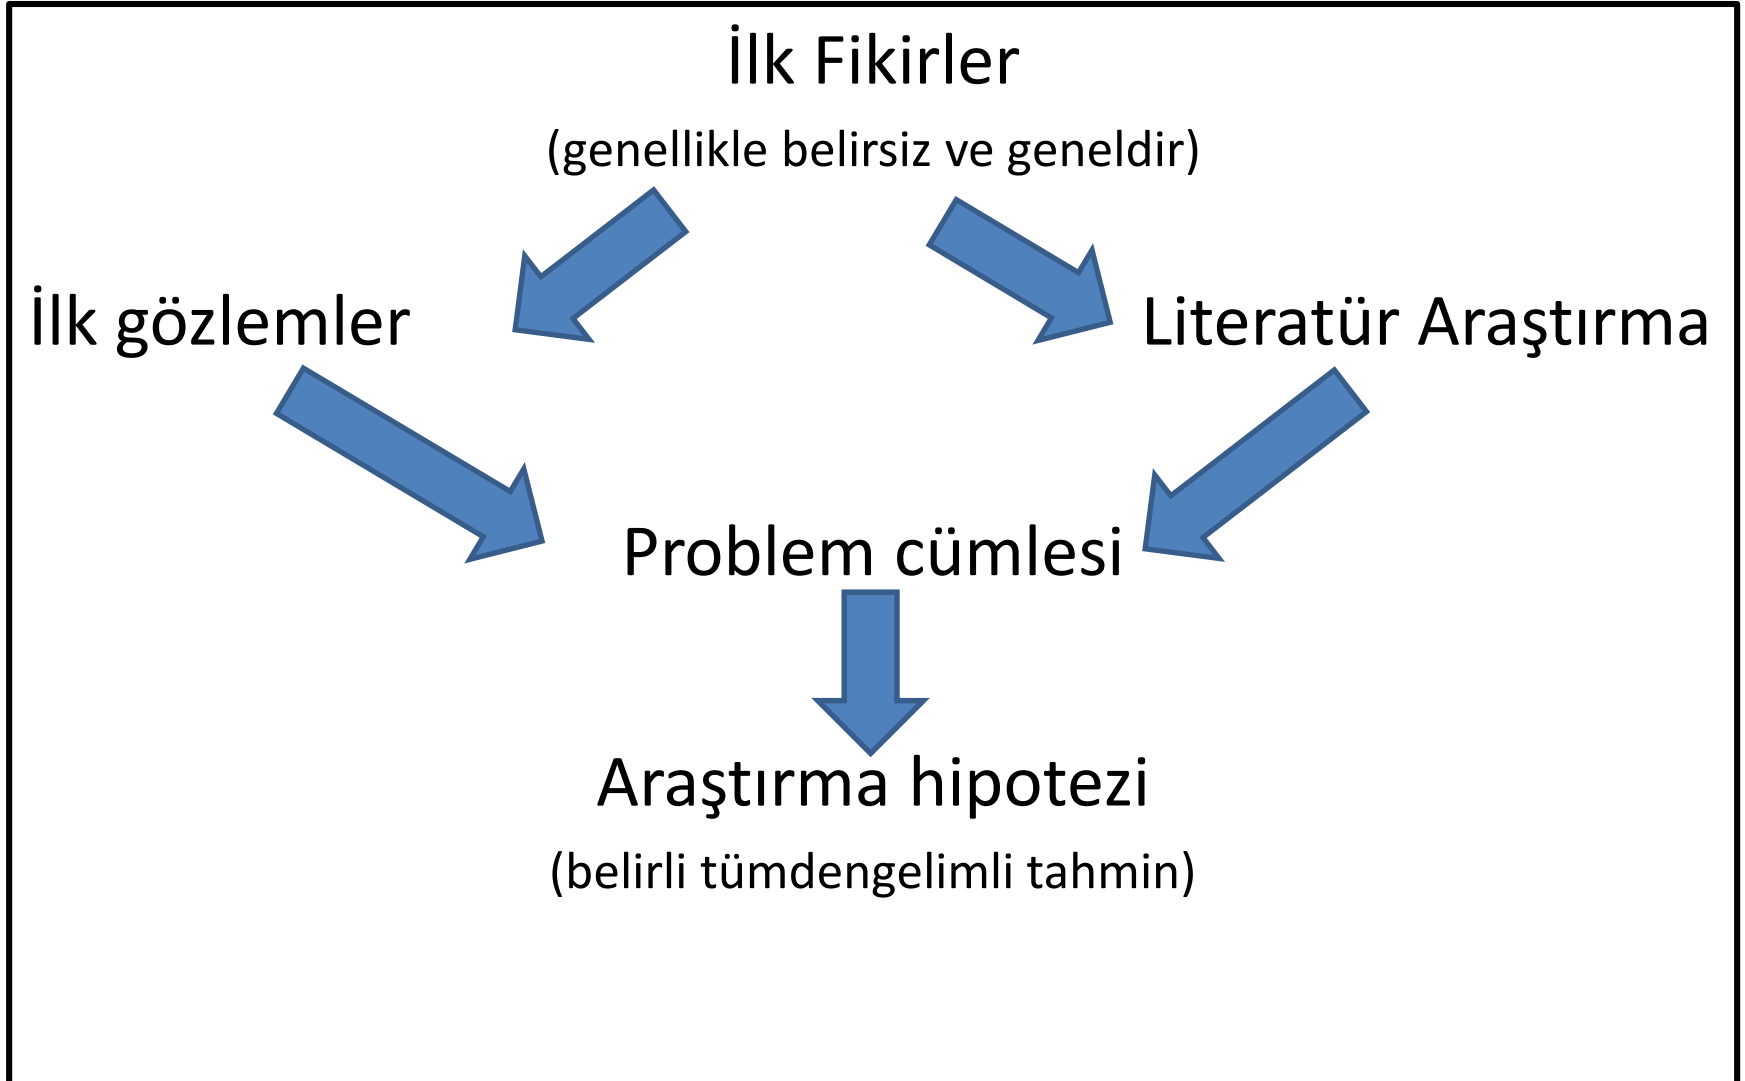 İlk Fikirler
(genellikle belirsiz ve geneldir)
İlk gözlemler
Literatür Araştırma
Problem cümlesi
Araştırma hipotezi
(belirli tümdengelimli tahmin)